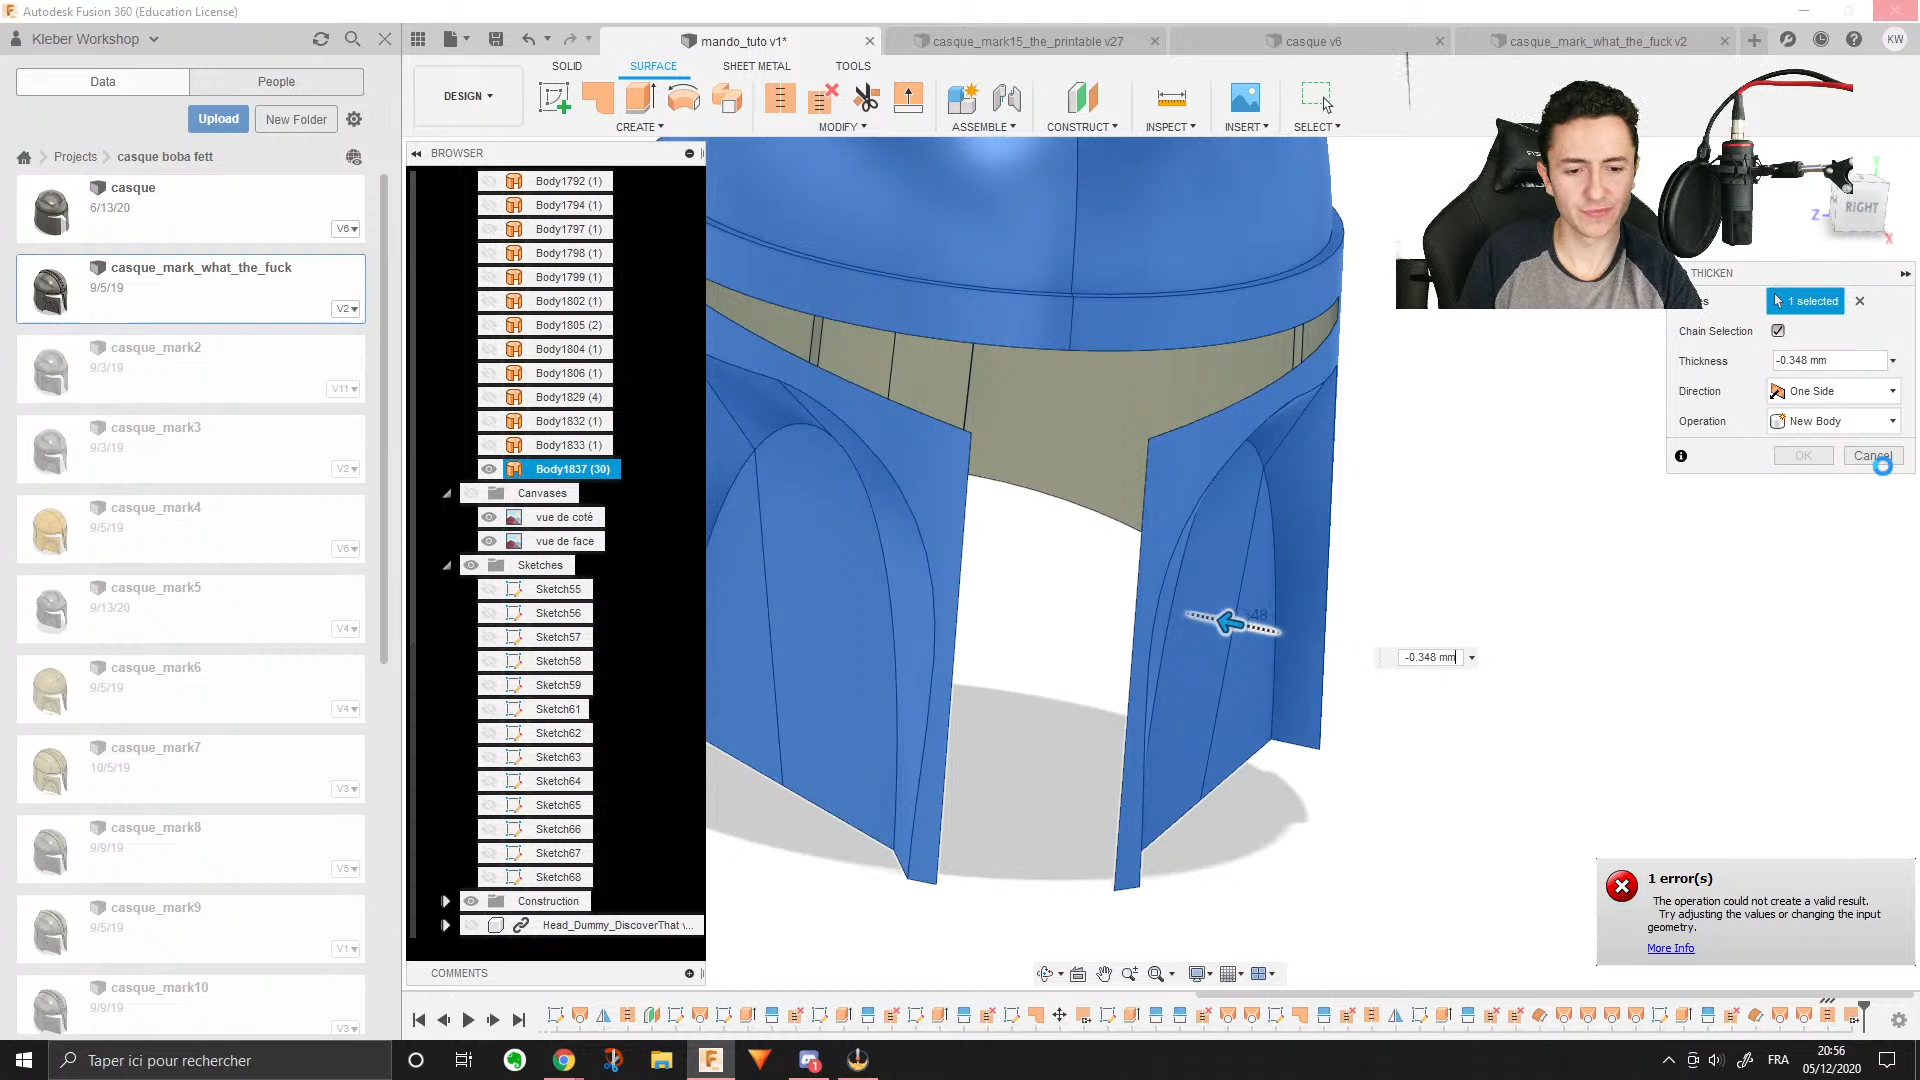 Autodesk Fusion 360 (Education License)
Kleber Workshop
mando_tuto v1*
casque_mark15_the_printable v27
casque v6
casque_mark_what_the_fuck v2
KW
Data
People
Upload
New Folder
Projects
casque boba fett
casque
6/13/20
V6
casque_mark_what_the_fuck
9/5/19
V2
casque_mark2
9/3/19
V11
casque_mark3
9/3/19
V2
casque_mark4
9/5/19
V6
casque_mark5
9/13/20
V4
casque_mark6
9/5/19
V4
casque_mark7
10/5/19
V3
casque_mark8
9/9/19
V5
casque_mark9
9/5/19
V1
casque_mark10
9/9/19
V3
SOLID
SURFACE
SHEET METAL
TOOLS
DESIGN
CREATE
MODIFY
ASSEMBLE
CONSTRUCT
INSPECT
INSERT
SELECT
BROWSER
Body1792 (1)
Body1794 (1)
Body1797 (1)
Body1798 (1)
Body1799 (1)
Body1802 (1)
Body1805 (2)
Body1804 (1)
Body1806 (1)
Body1829 (4)
Body1832 (1)
Body1833 (1)
Body1837 (30)
Canvases
vue de coté
vue de face
Sketches
Sketch55
Sketch56
Sketch57
Sketch58
Sketch59
Sketch61
Sketch62
Sketch63
Sketch64
Sketch65
Sketch66
Sketch67
Sketch68
Construction
Head_Dummy_DiscoverThat v...
COMMENTS
Y
Z
X
RIGHT
THICKEN
1 selected
Chain Selection
Thickness
-0.348 mm
Direction
One Side
Operation
New Body
OK
Cancel
-0.348 mm
1 error(s)
The operation could not create a valid result.
Try adjusting the values or changing the input
geometry.
More Info
Taper ici pour rechercher
FRA
20:56
05/12/2020